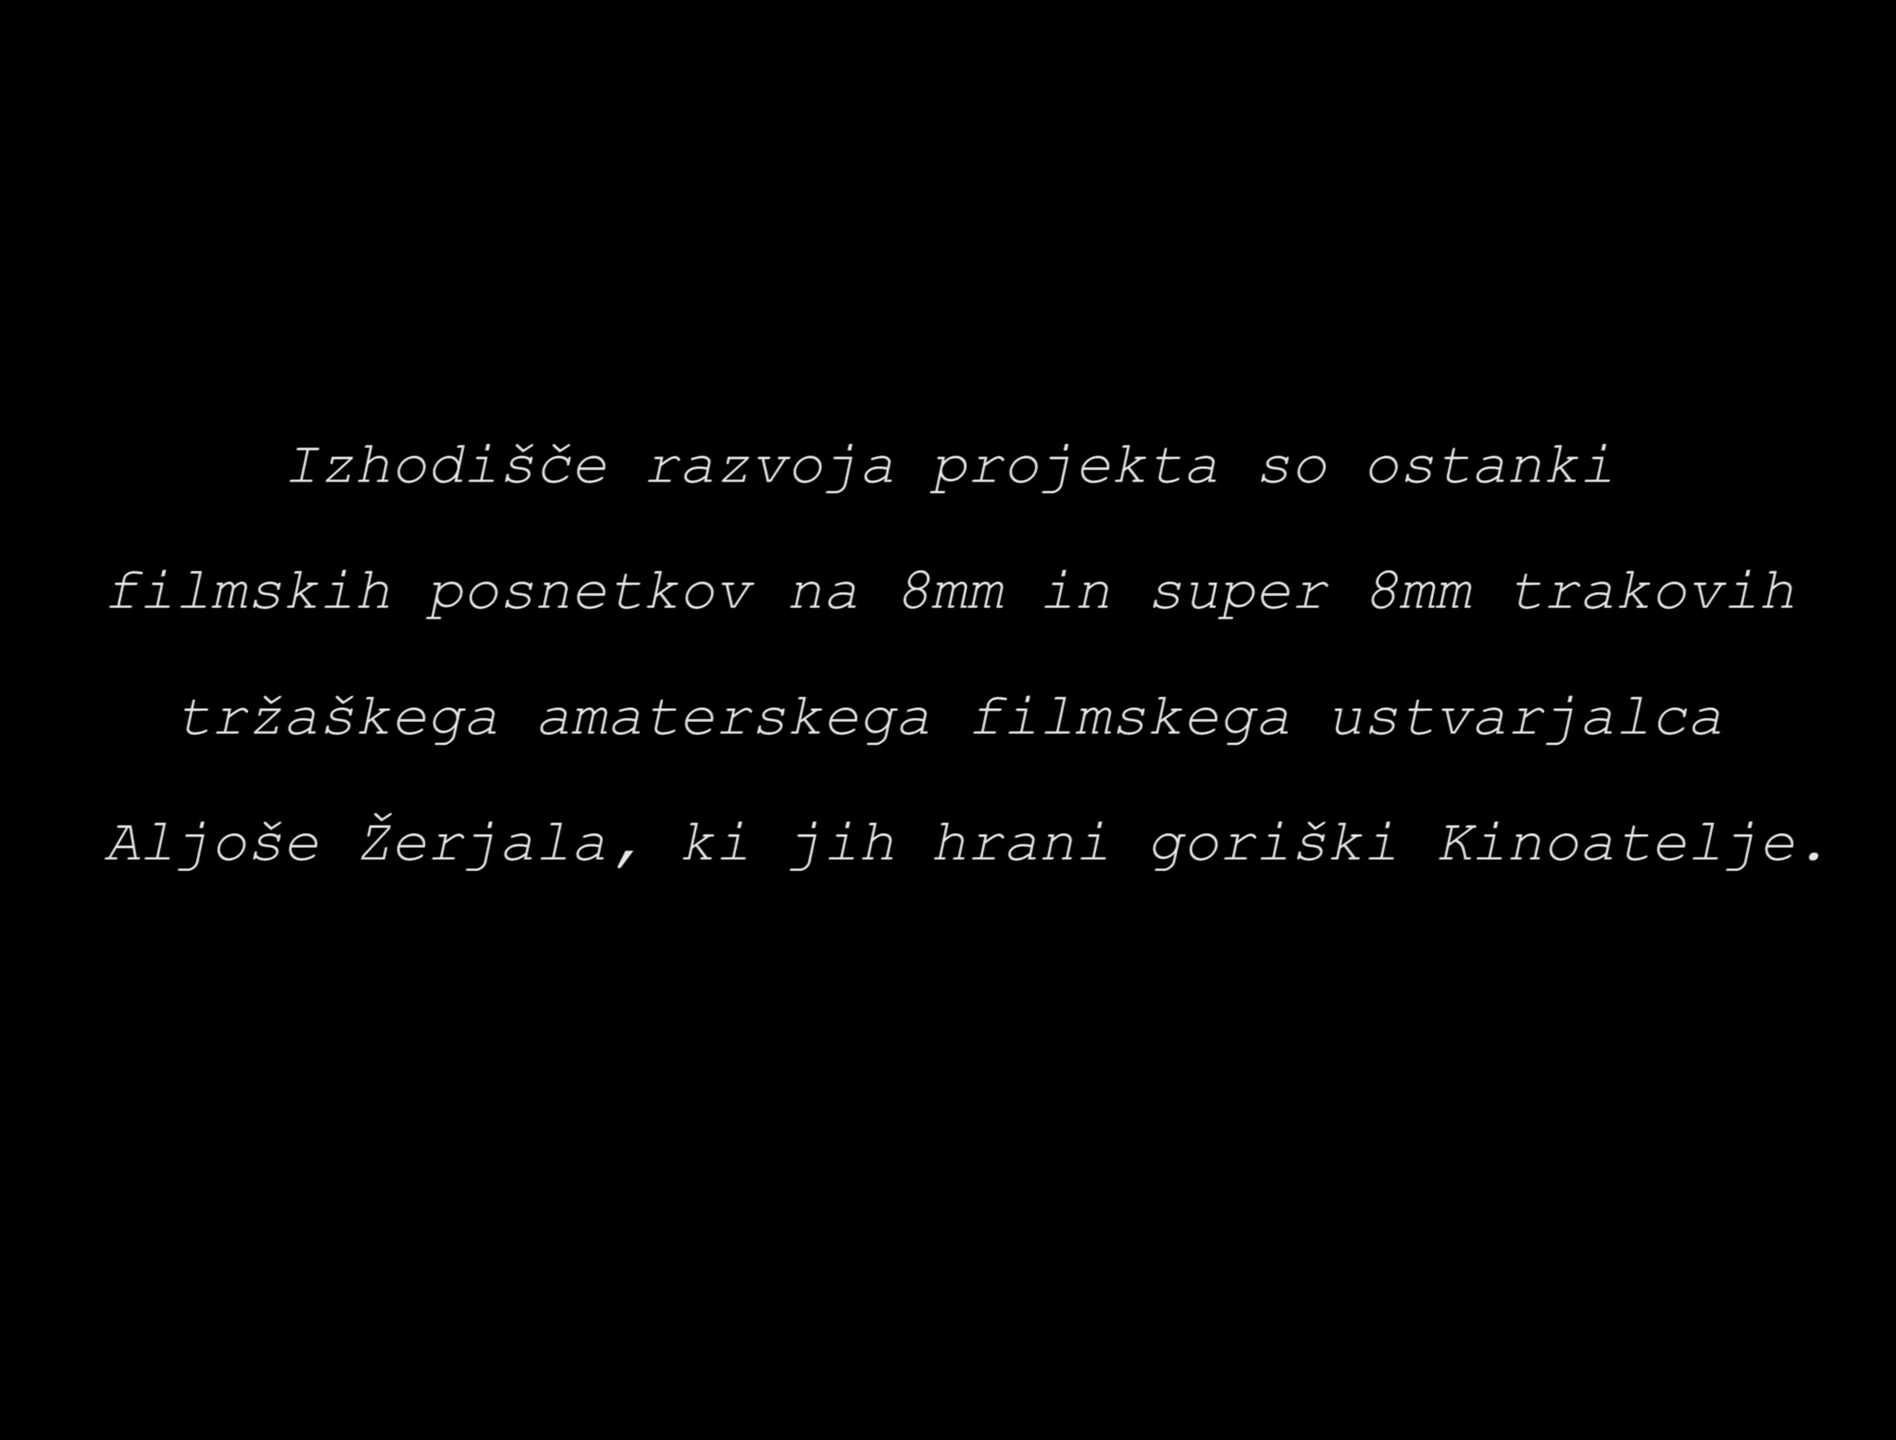 Izhodišče razvoja projekta so ostanki
filmskih posnetkov na 8mm in super 8mm trakovih
tržaškega amaterskega filmskega ustvarjalca
Aljoše Žerjala, ki jih hrani goriški Kinoatelje.